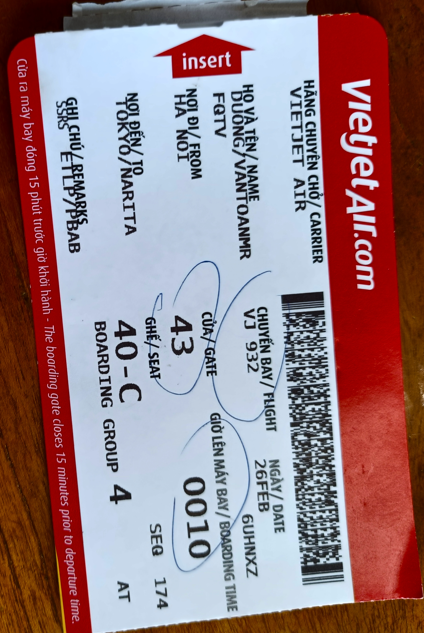 insert
vietjetAir.com
HÃNG CHUYÊN CHỞ/ CARRIER
VIETJET AIR
HỌ VÀ TÊN/ NAME
DUONG/VANTOANMR
FQTV
NƠI ĐI/ FROM
HA NOI
NƠI ĐẾN/ TO
TOKYO/NARITA
GHI CHÚ/ REMARKS
SSRS ETLF/PBAB
CHUYẾN BAY/ FLIGHT
VJ 932
NGÀY/ DATE
26FEB
6UHNXZ
CỬA/ GATE
43
GIỜ LÊN MÁY BAY/ BOARDING TIME
0010
GHẾ/ SEAT
40-C
SEQ 174
BOARDING GROUP 4
AT
Cửa ra máy bay đóng 15 phút trước giờ khởi hành - The boarding gate closes 15 minutes prior to departure time.